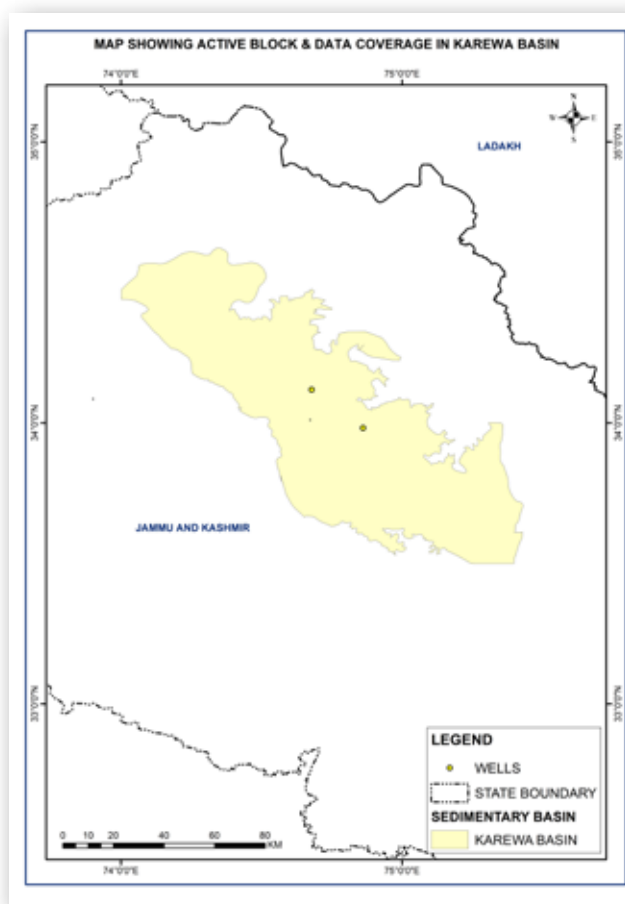 MAP SHOWING ACTIVE BLOCK & DATA COVERAGE IN KAREWA BASIN
74°0'0"E 75°0'0"E
N
W E
S
35°0'0"N 35°0'0"N
LADAKH
34°0'0"N 34°0'0"N
JAMMU AND KASHMIR
33°0'0"N 33°0'0"N
LEGEND
WELLS
STATE BOUNDARY
SEDIMENTARY BASIN
KAREWA BASIN
0 10 20 40 60 80
KM
74°0'0"E 75°0'0"E